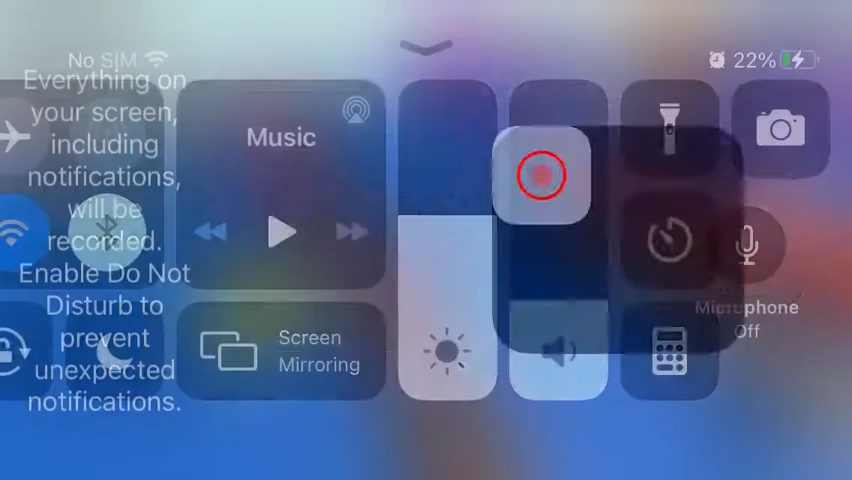 No SIM
22%
Everything on
your screen,
including
notifications,
will be
recorded.
Enable Do Not
Disturb to
prevent
unexpected
notifications.
Music
Screen
Mirroring
Microphone
Off